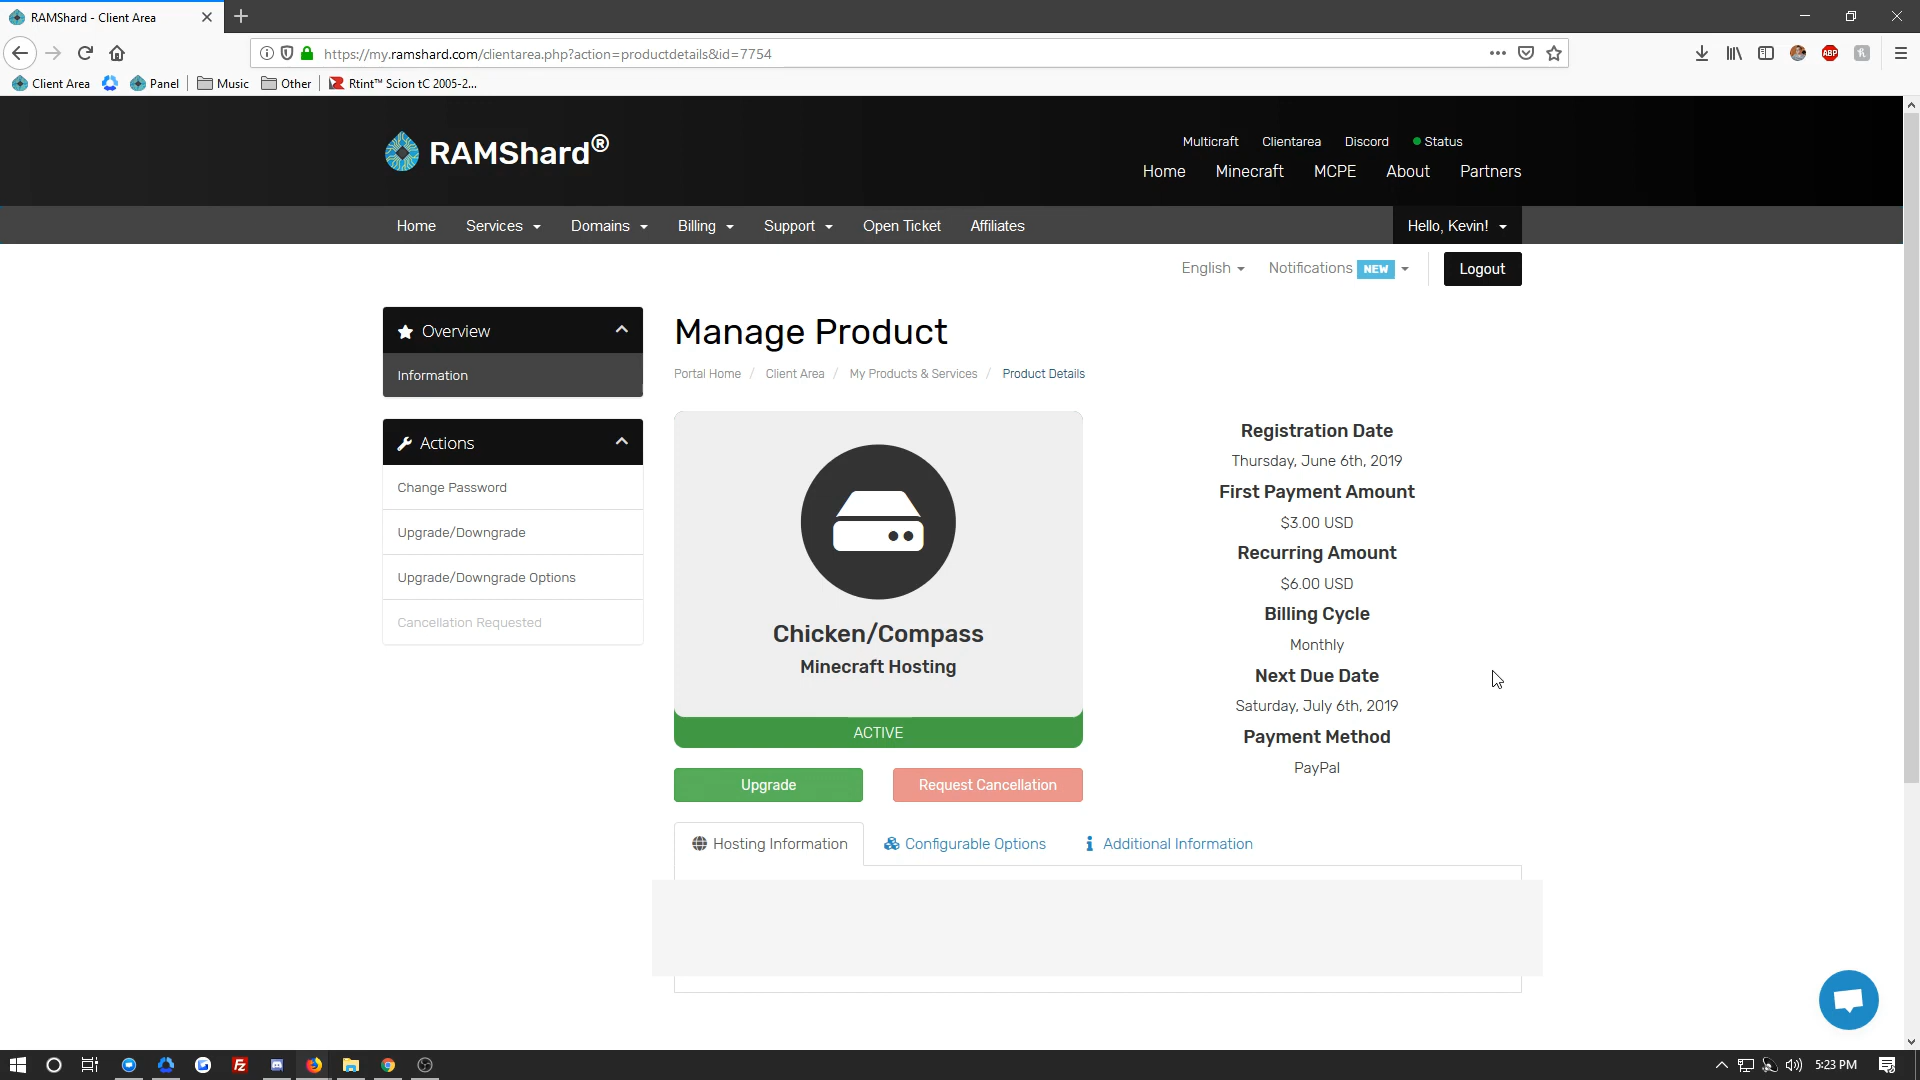 RAMShard - Client Area
https://my.ramshard.com/clientarea.php?action=productdetails&id=7754
ABP
Client Area
Panel
Music
Other
Rtint™ Scion tC 2005-2...
RAMShard®
Multicraft Clientarea Discord Status
Home Minecraft MCPE About Partners
Home Services Domains Billing Support Open Ticket Affiliates Hello, Kevin!
English Notifications NEW Logout
Overview
Information
Actions
Change Password
Upgrade/Downgrade
Upgrade/Downgrade Options
Cancellation Requested
Manage Product
Portal Home / Client Area / My Products & Services / Product Details
Chicken/Compass
Minecraft Hosting
ACTIVE
Upgrade
Request Cancellation
Registration Date
Thursday, June 6th, 2019
First Payment Amount
$3.00 USD
Recurring Amount
$6.00 USD
Billing Cycle
Monthly
Next Due Date
Saturday, July 6th, 2019
Payment Method
PayPal
Hosting Information
Configurable Options
Additional Information
5:23 PM